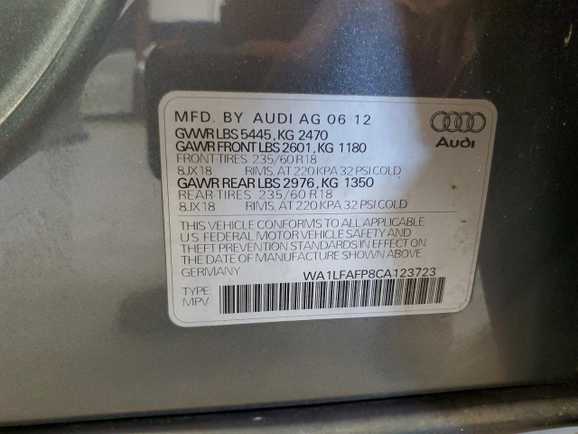 MFD. BY AUDI AG 06 12
GVWR LBS 5445, KG 2470
GAWR FRONT LBS 2601, KG 1180
FRONT TIRES 235/60 R18
8JX18 RIMS, AT 220 KPA 32 PSI COLD
GAWR REAR LBS 2976, KG 1350
REAR TIRES 235/60 R18
8JX18 RIMS, AT 220 KPA 32 PSI COLD
THIS VEHICLE CONFORMS TO ALL APPLICABLE
U.S. FEDERAL MOTOR VEHICLE SAFETY AND
THEFT PREVENTION STANDARDS IN EFFECT ON
THE DATE OF MANUFACTURE SHOWN ABOVE.
GERMANY WA1LFAFP8CA123723
TYPE:
MPV
Audi